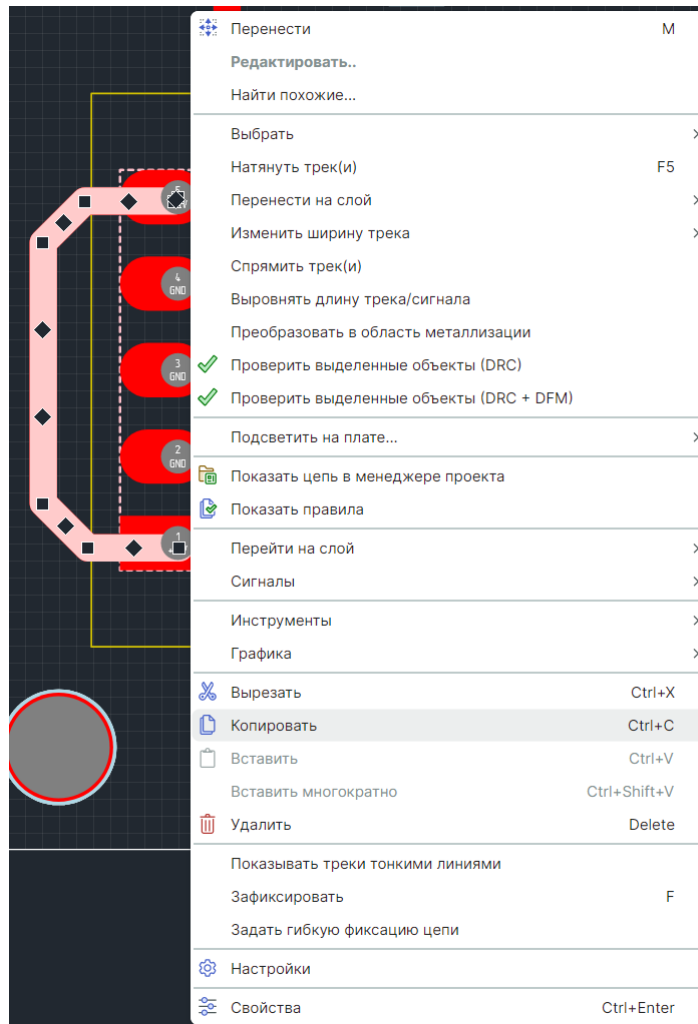 Перенести M
Редактировать..
Найти похожие...
Выбрать
Натянуть трек(и) F5
Перенести на слой
Изменить ширину трека
Спрямить трек(и)
Выровнять длину трека/сигнала
Преобразовать в область металлизации
Проверить выделенные объекты (DRC)
Проверить выделенные объекты (DRC + DFM)
Подсветить на плате...
Показать цепь в менеджере проекта
Показать правила
Перейти на слой
Сигналы
Инструменты
Графика
Вырезать Ctrl+X
Копировать Ctrl+C
Вставить Ctrl+V
Вставить многократно Ctrl+Shift+V
Удалить Delete
Показывать треки тонкими линиями
Зафиксировать F
Задать гибкую фиксацию цепи
Настройки
Свойства Ctrl+Enter
5
4
GND
3
GND
2
GND
1